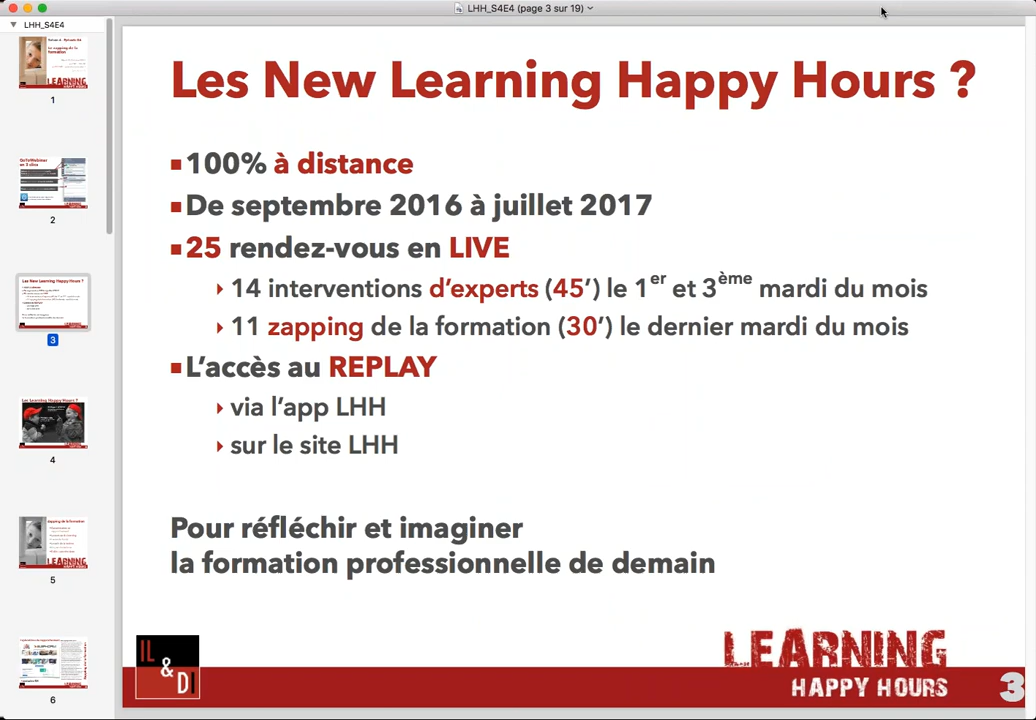 LHH_S4E4 (page 3 sur 19)
LHH_S4E4
1
2
3
4
5
6
Les New Learning Happy Hours ?
100% à distance
De septembre 2016 à juillet 2017
25 rendez-vous en LIVE
14 interventions d’experts (45’) le 1er et 3ème mardi du mois
11 zapping de la formation (30’) le dernier mardi du mois
L’accès au REPLAY
via l’app LHH
sur le site LHH
Pour réfléchir et imaginer
la formation professionnelle de demain
IL
&
DI
LEARNING
HAPPY HOURS
3